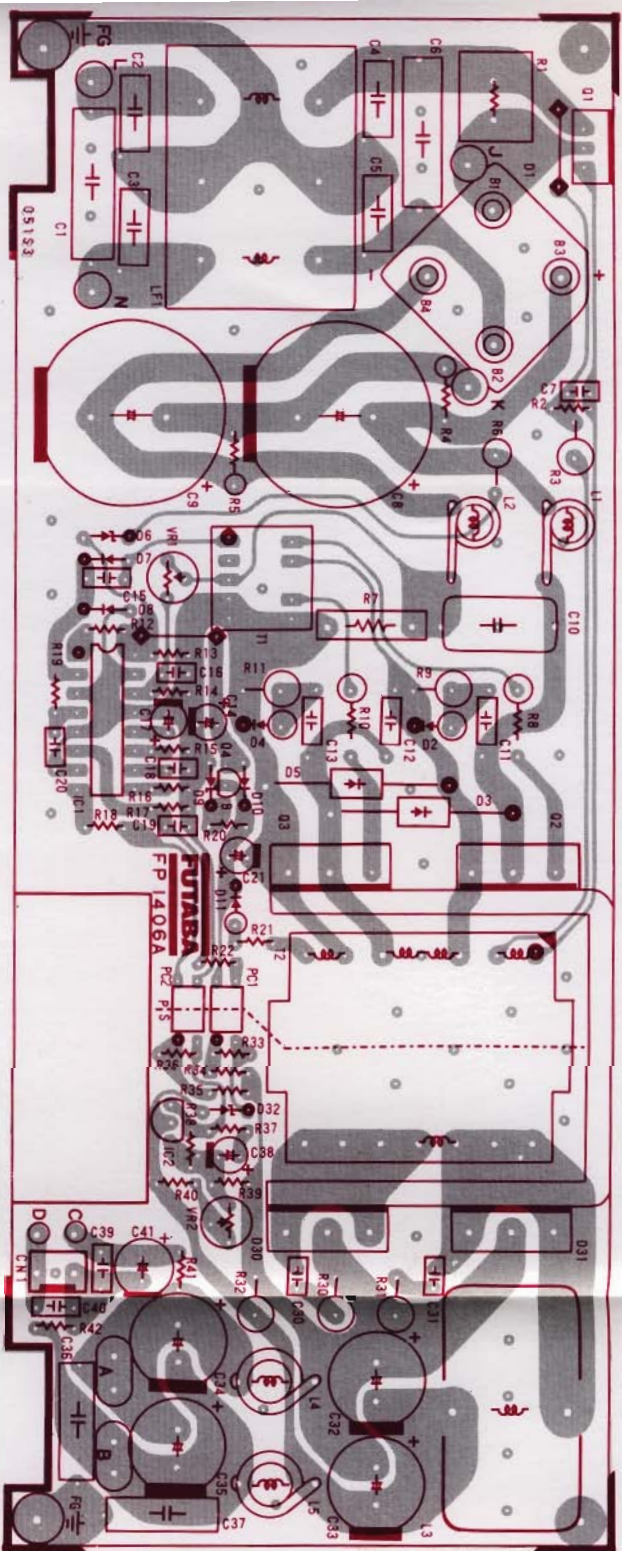 FG
L
C2
C4
C6
R1
Q1
J
D1
B1
C3
C5
C1
B3
+
05153
N
LF1
-
B4
B2
C7
R2
K
R4
R6
R3
L1
R5
C9
+
C8
+
L2
D6
VR1
D7
C15
D8
R12
T1
R7
C10
R13
R19
C16
R11
R9
R14
C17
C14
D4
R10
C12
D2
C11
R8
R15
C13
C18
D5
C20
D9
D10
R16
D3
IC1
R17
R18
C19
R20
Q3
Q2
C21
+
D11
FUTABA
FP1406A
R21
R22
T2
PC2
PC1
P/S
R33
R36
R34
R35
D32
R38
R37
IC2
C38
+
R40
R39
VR2
D30
D31
D
C
C39
C41
+
CN1
R41
R32
C30
R30
R31
C31
C40
R42
C36
A
+
C34
L4
C32
+
B
+
C35
L5
C33
+
L3
FG
C37